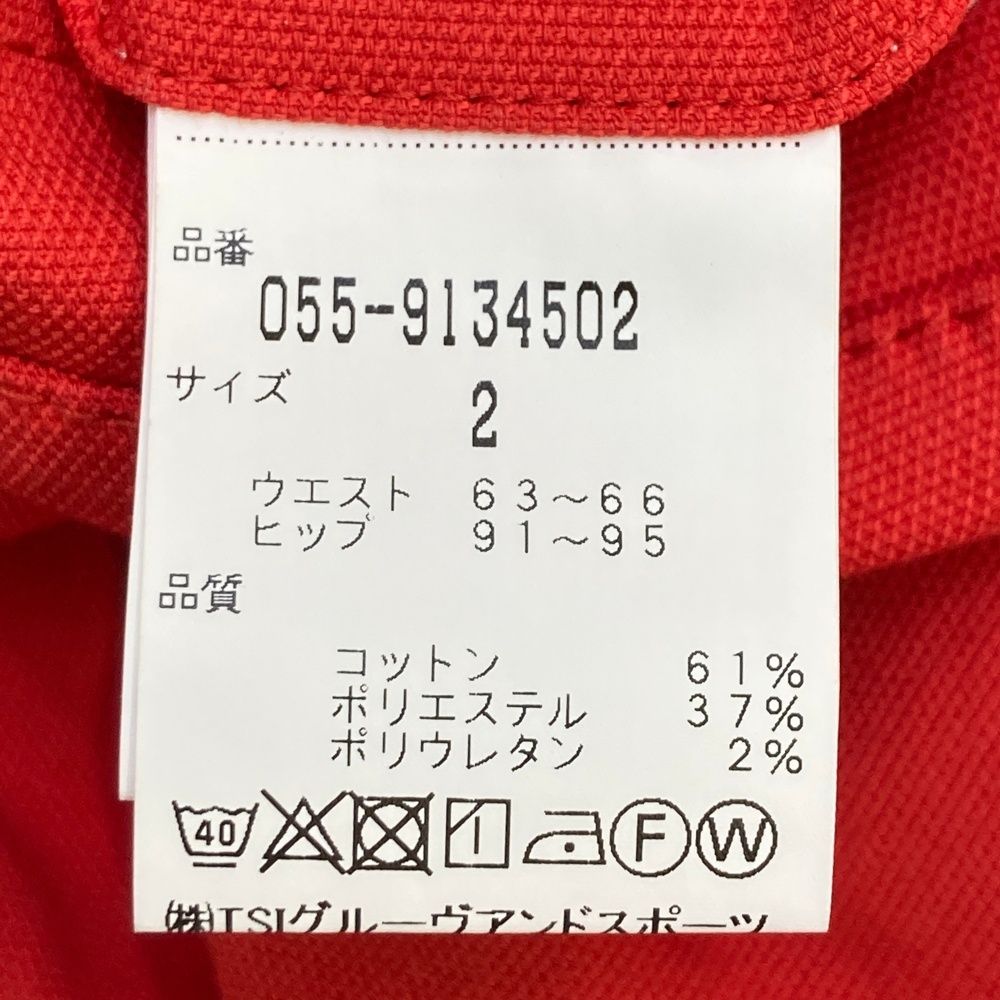 品番
055-9134502
サイズ
2
ウエスト 63～66
ヒップ 91～95
品質
コットン 61%
ポリエステル 37%
ポリウレタン 2%
40 F W
㈱TSIグルーヴアンドスポーツ